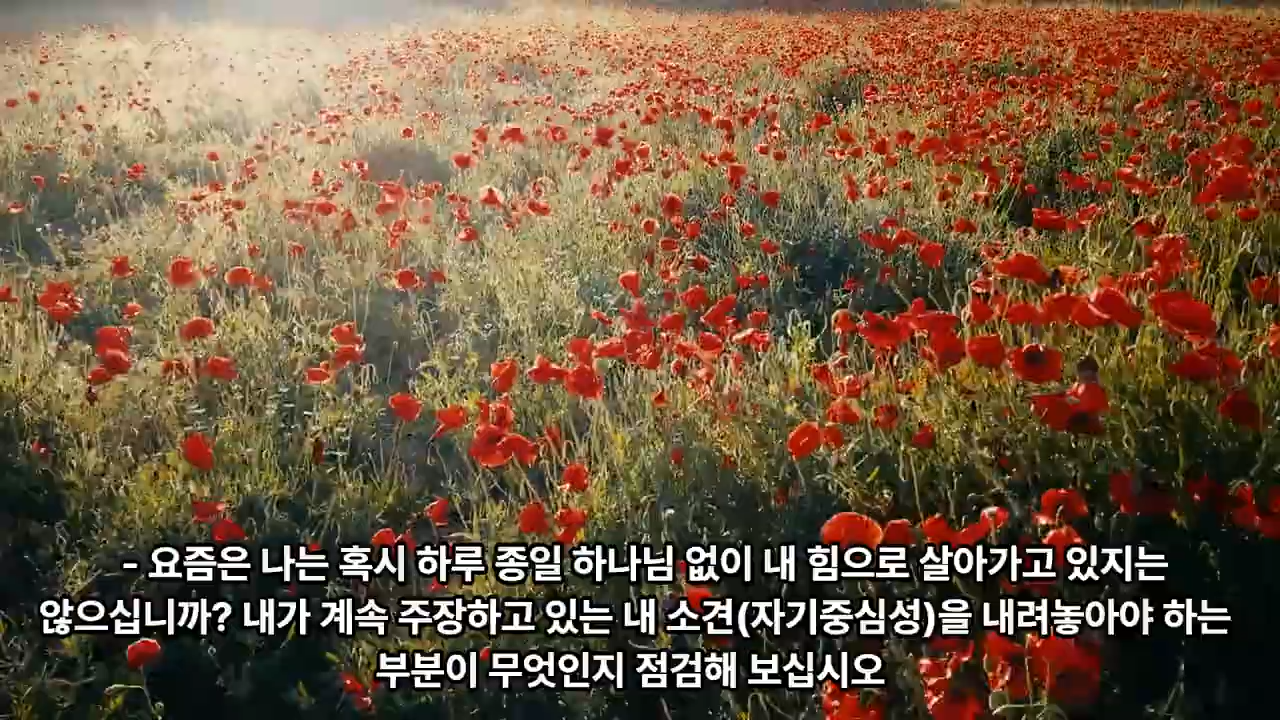 - 요즘은 나는 혹시 하루 종일 하나님 없이 내 힘으로 살아가고 있지는
않으십니까? 내가 계속 주장하고 있는 내 소견(자기중심성)을 내려놓아야 하는
부분이 무엇인지 점검해 보십시오